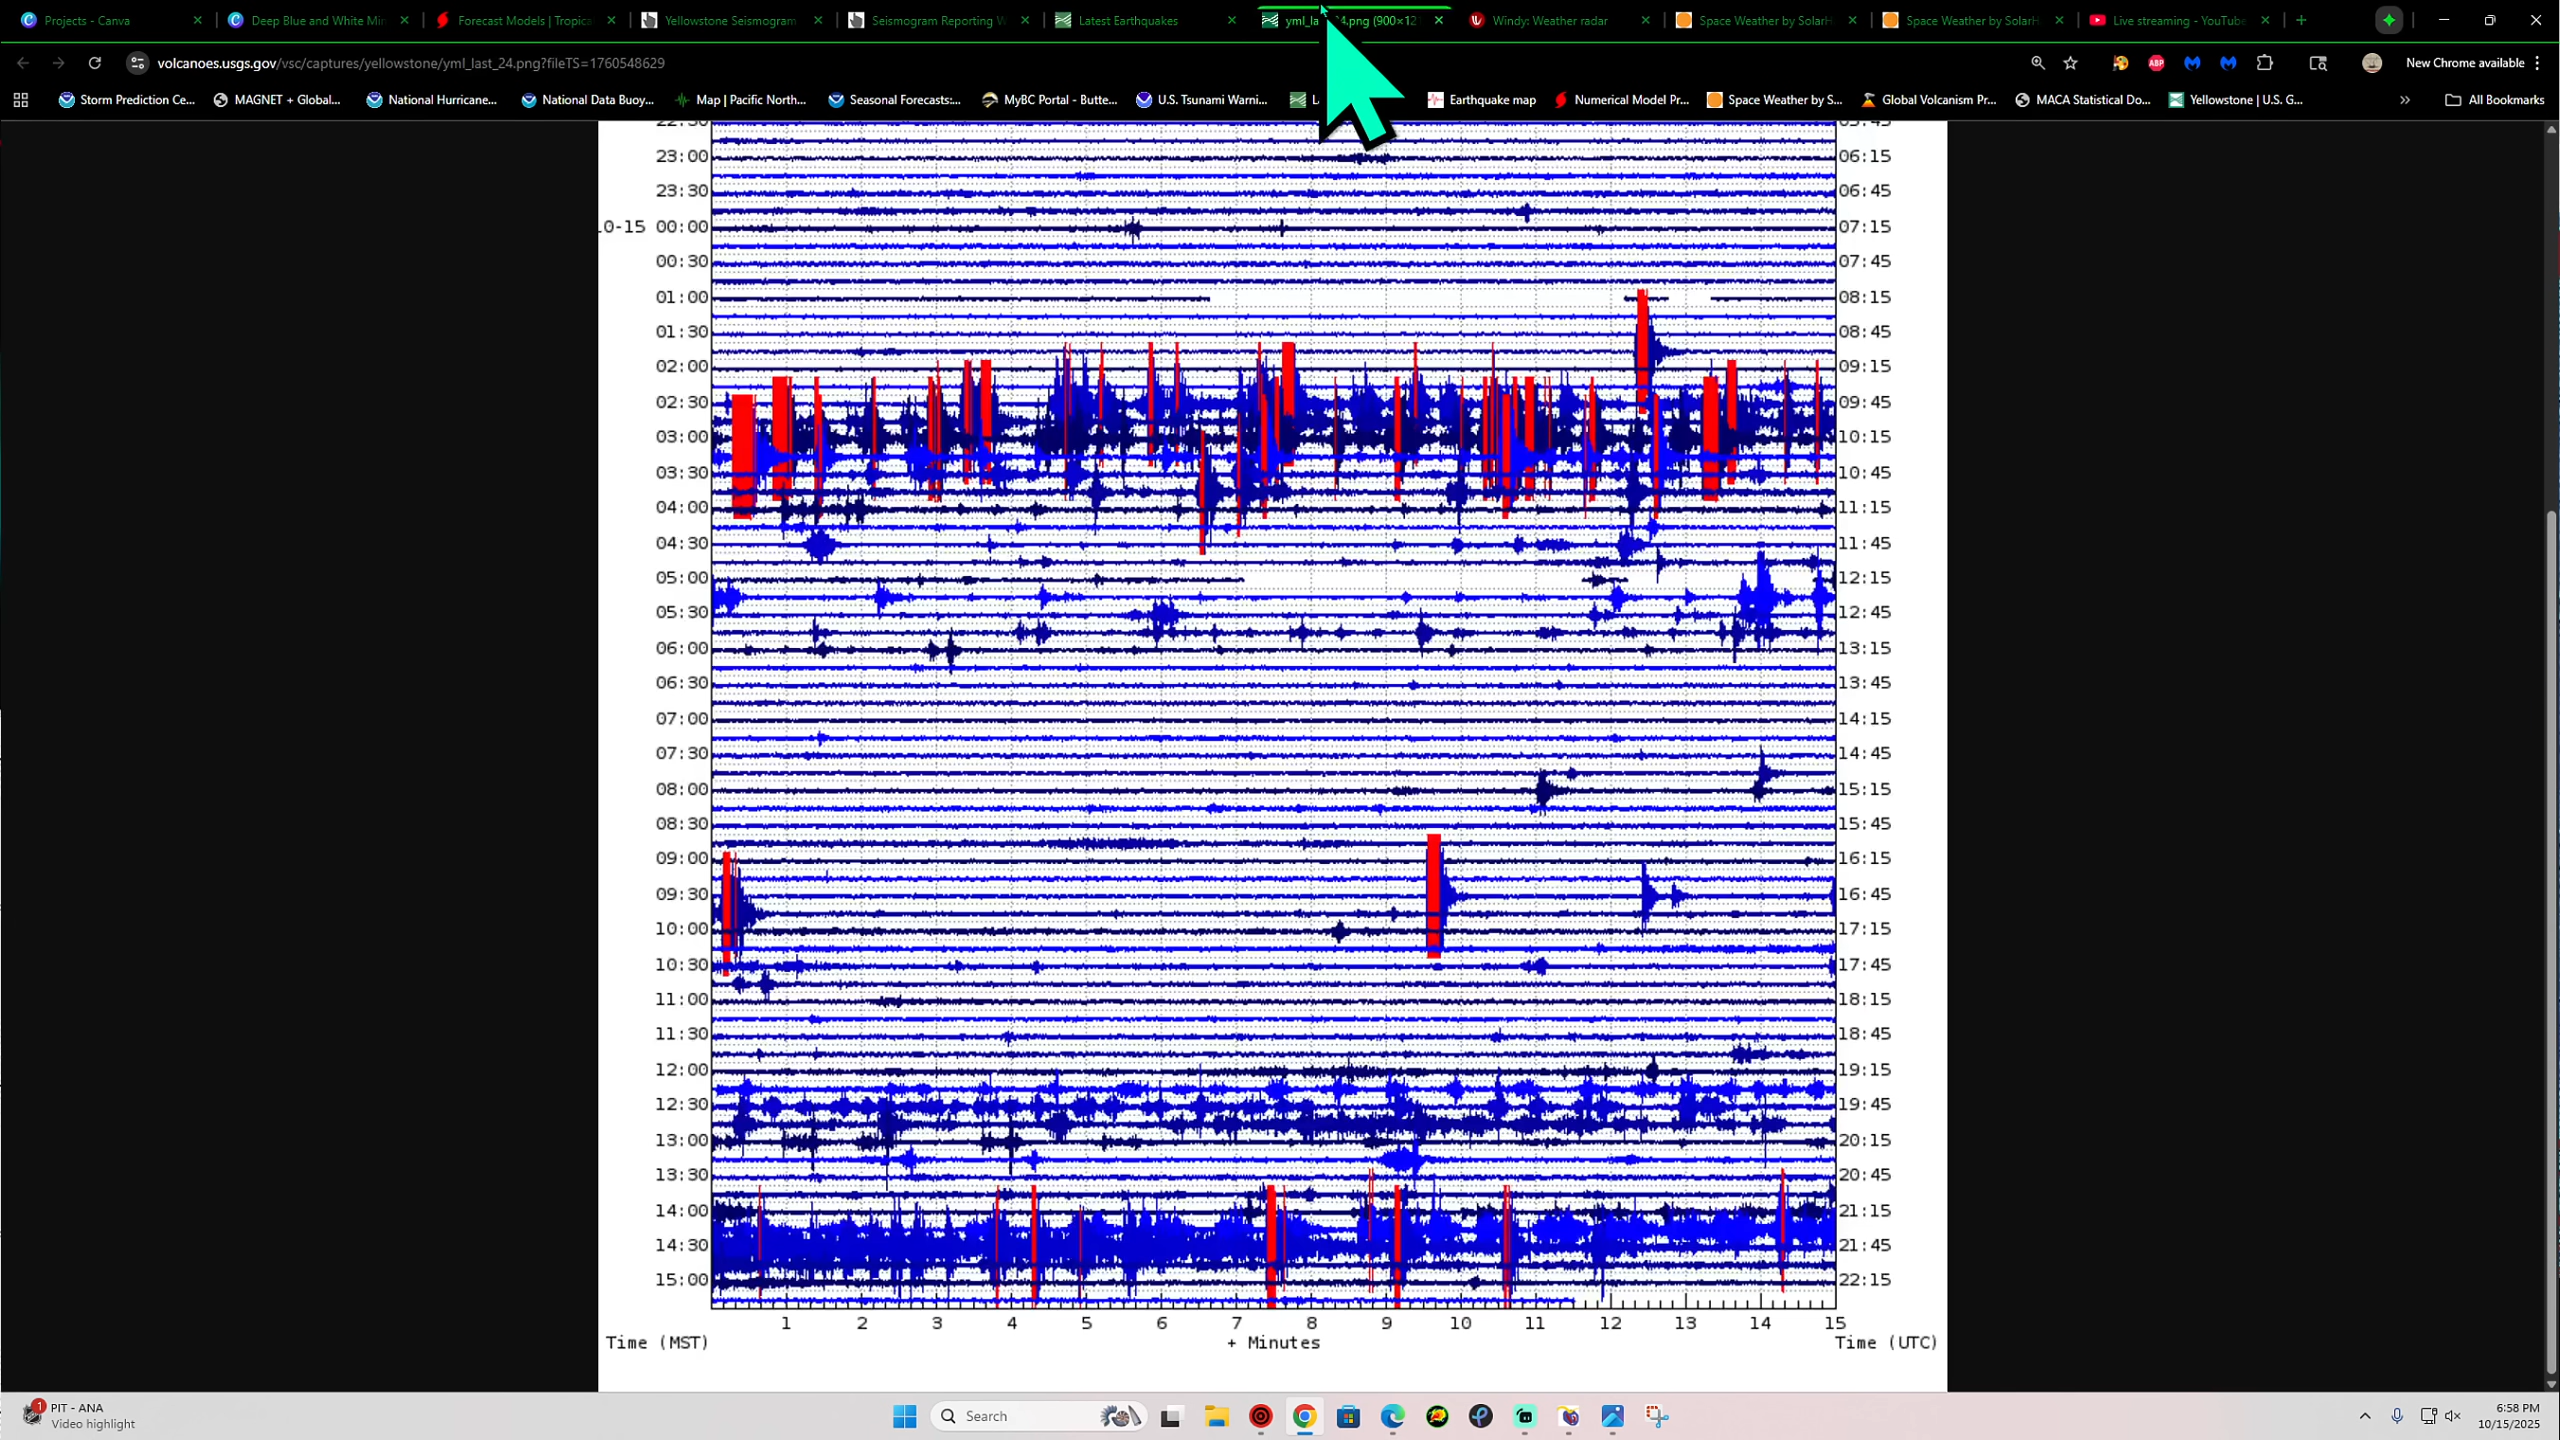 Projects - Canva
Deep Blue and White Min
Forecast Models | Tropica
Yellowstone Seismogram
Seismogram Reporting W
Latest Earthquakes
24.png (900×12
Windy: Weather radar
Space Weather by SolarH
Space Weather by SolarH
Live streaming - YouTube
volcanoes.usgs.gov/vsc/captures/yellowstone/yml_last_24.png?fileTS=1760548629
ABP
New Chrome available
Storm Prediction Ce...
MAGNET + Global...
National Hurricane...
National Data Buoy...
Map | Pacific North...
Seasonal Forecasts:...
MyBC Portal - Butte...
U.S. Tsunami Warni...
Earthquake map
Numerical Model Pr...
Space Weather by S...
Global Volcanism Pr...
MACA Statistical Do...
Yellowstone | U.S. G...
All Bookmarks
23:00 06:15
23:30 06:45
.0-15 00:00 07:15
00:30 07:45
01:00 08:15
01:30 08:45
02:00 09:15
02:30 09:45
03:00 10:15
03:30 10:45
04:00 11:15
04:30 11:45
05:00 12:15
05:30 12:45
06:00 13:15
06:30 13:45
07:00 14:15
07:30 14:45
08:00 15:15
08:30 15:45
09:00 16:15
09:30 16:45
10:00 17:15
10:30 17:45
11:00 18:15
11:30 18:45
12:00 19:15
12:30 19:45
13:00 20:15
13:30 20:45
14:00 21:15
14:30 21:45
15:00 22:15
1 2 3 4 5 6 7 8 9 10 11 12 13 14 15
Time (MST) + Minutes Time (UTC)
1
PIT - ANA
Video highlight
Search
6:58 PM
10/15/2025